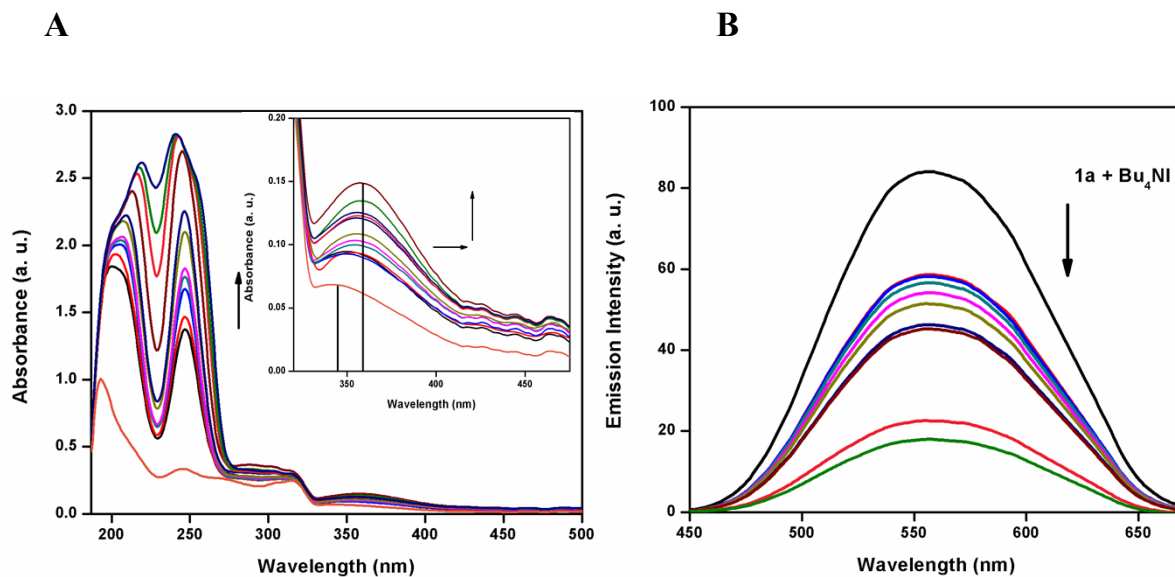 A
B
3.0
2.5
2.0
1.5
1.0
0.5
0.0
Absorbance (a. u.)
200 250 300 350 400 450 500
Wavelength (nm)
0.20
0.15
0.10
0.05
0.00
Absorbance (a. u.)
350 400 450
Wavelength (nm)
100
80
60
40
20
0
Emission Intensity (a. u.)
1a + Bu₄NI
450 500 550 600 650
Wavelength (nm)